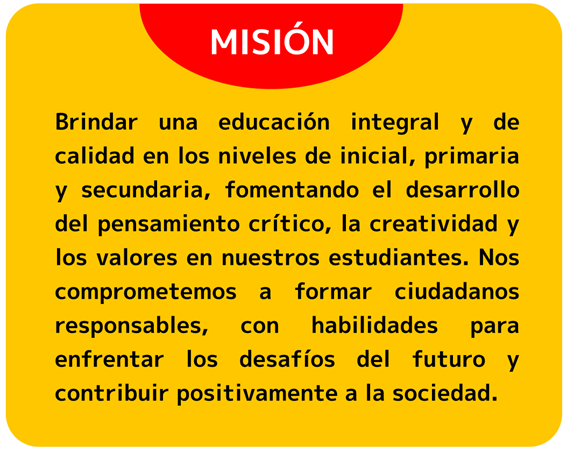 MISIÓN
Brindar una educación integral y de
calidad en los niveles de inicial, primaria
y secundaria, fomentando el desarrollo
del pensamiento crítico, la creatividad y
los valores en nuestros estudiantes. Nos
comprometemos a formar ciudadanos
responsables, con habilidades para
enfrentar los desafíos del futuro y
contribuir positivamente a la sociedad.